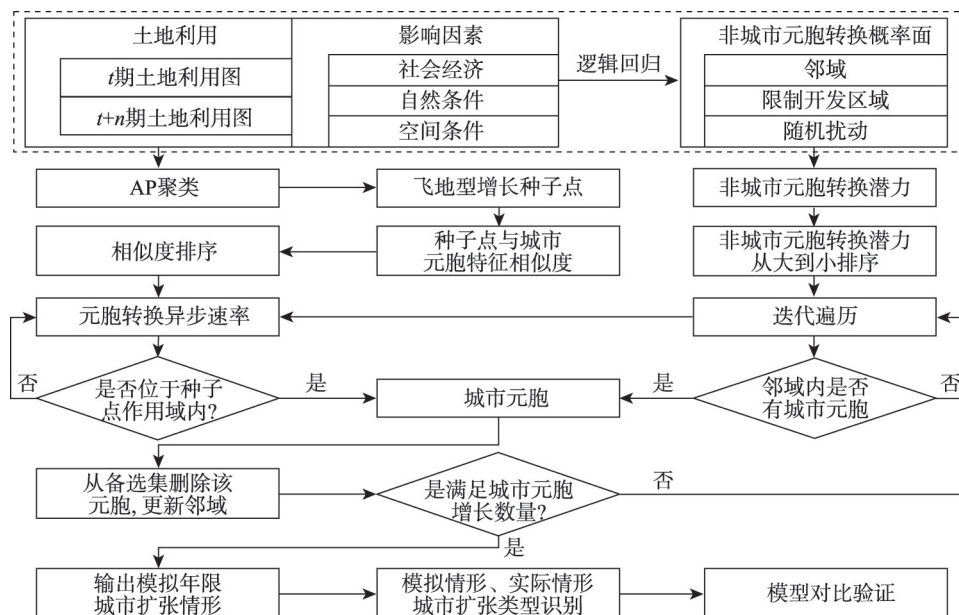 土地利用
t期土地利用图
t+n期土地利用图
影响因素
社会经济
自然条件
空间条件
逻辑回归
非城市元胞转换概率面
邻域
限制开发区域
随机扰动
AP聚类
飞地型增长种子点
非城市元胞转换潜力
相似度排序
种子点与城市
元胞特征相似度
非城市元胞转换潜力
从大到小排序
元胞转换异步速率
迭代遍历
否
是否位于种子
点作用域内?
是
城市元胞
是
邻域内是否
有城市元胞
否
从备选集删除该
元胞, 更新邻域
是满足城市元胞
增长数量?
否
是
输出模拟年限
城市扩张情形
模拟情形、实际情形
城市扩张类型识别
模型对比验证